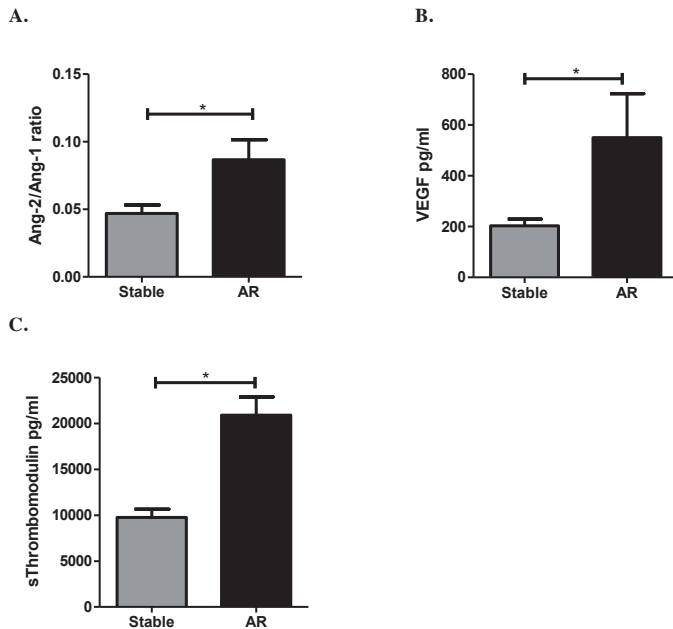 A.
Ang-2/Ang-1 ratio
0.15
0.10
0.05
0.00
*
Stable AR
B.
VEGF pg/ml
800
600
400
200
0
*
Stable AR
C.
sThrombomodulin pg/ml
25000
20000
15000
10000
5000
0
*
Stable AR